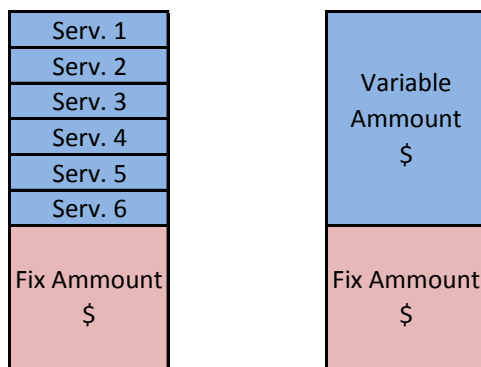 Serv. 1
Serv. 2
Serv. 3
Serv. 4
Serv. 5
Serv. 6
Fix Ammount
$
Variable
Ammount
$
Fix Ammount
$